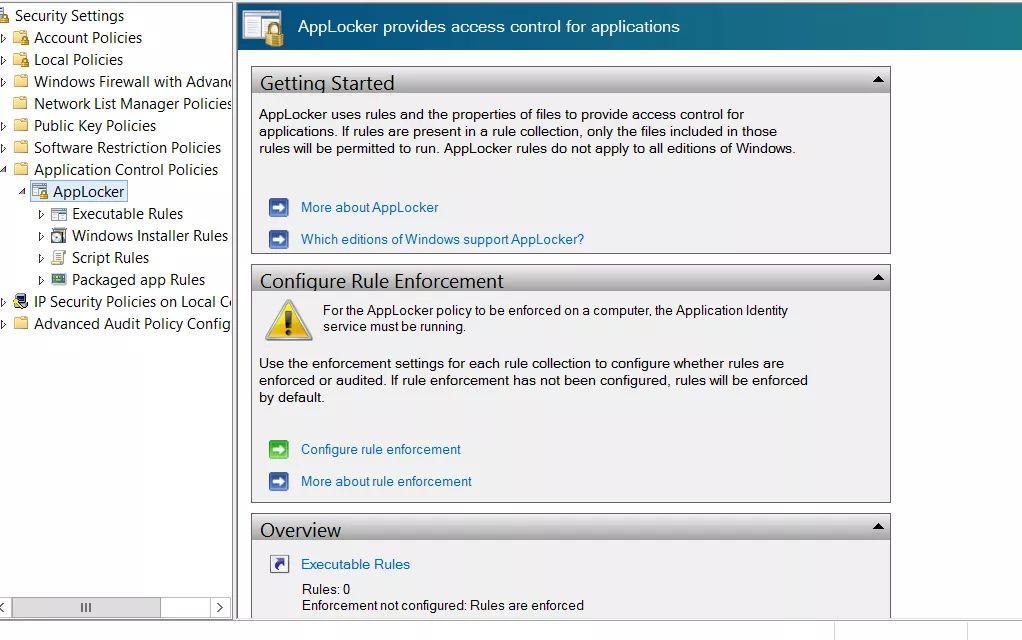 Security Settings
Account Policies
Local Policies
Windows Firewall with Advan
Network List Manager Policies
Public Key Policies
Software Restriction Policies
Application Control Policies
AppLocker
Executable Rules
Windows Installer Rules
Script Rules
Packaged app Rules
IP Security Policies on Local C
Advanced Audit Policy Config
AppLocker provides access control for applications
Getting Started
AppLocker uses rules and the properties of files to provide access control for
applications. If rules are present in a rule collection, only the files included in those
rules will be permitted to run. AppLocker rules do not apply to all editions of Windows.
More about AppLocker
Which editions of Windows support AppLocker?
Configure Rule Enforcement
For the AppLocker policy to be enforced on a computer, the Application Identity
service must be running.
Use the enforcement settings for each rule collection to configure whether rules are
enforced or audited. If rule enforcement has not been configured, rules will be enforced
by default.
Configure rule enforcement
More about rule enforcement
Overview
Executable Rules
Rules: 0
Enforcement not configured: Rules are enforced